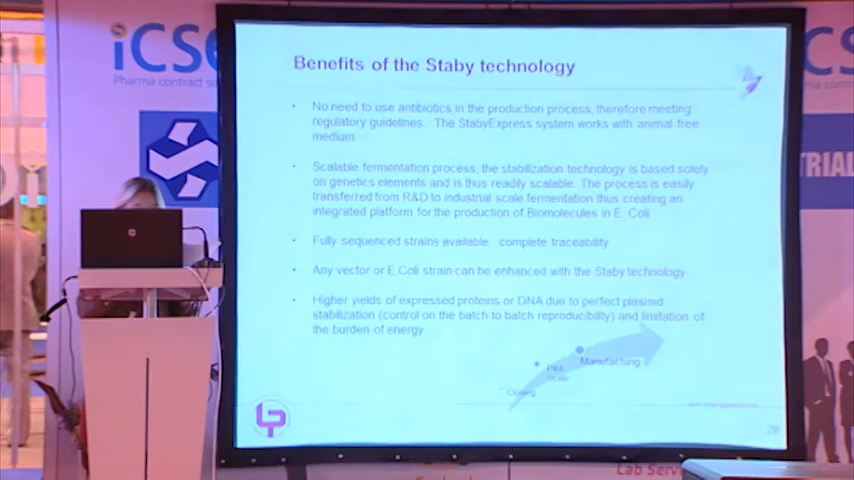 iCSe
Pharma contract se
Benefits of the Staby technology
No need to use antibiotics in the production process, therefore meeting
regulatory guidelines. The StabyExpress system works with animal free
medium
Scalable fermentation process, the stabilization technology is based solely
on genetics elements and is thus readily scalable. The process is easily
transferred from R&D to industrial scale fermentation thus creating an
integrated platform for the production of Biomolecules in E. Coli
Fully sequenced strains available complete traceability
Any vector or E.Coli strain can be enhanced with the Staby technology
Higher yields of expressed proteins or DNA due to perfect plasmid
stabilization (control on the batch to batch reproducibility) and limitation of
the burden of energy
Manufacturing
Pilot
Scale
Cloning
29
CS
Pharma contra
TRIAL
Lab Servi